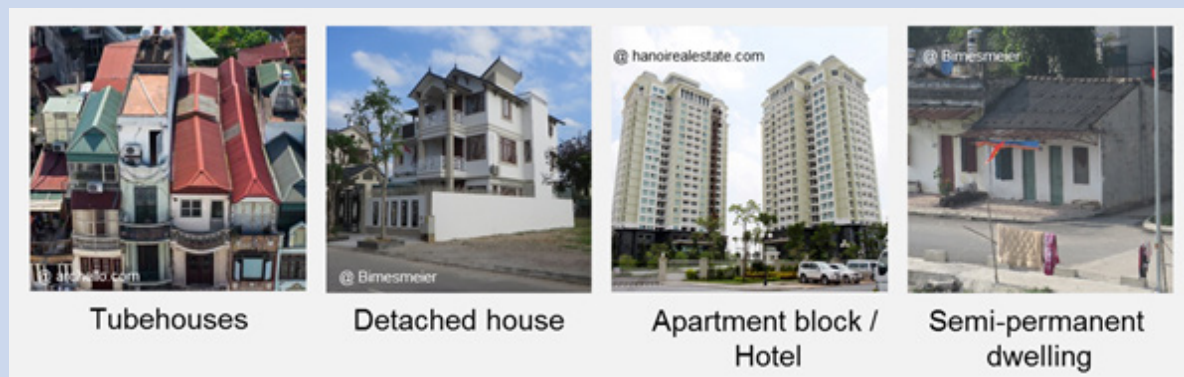 @ archello.com
@ Bimesmeier
@ hanoirealestate.com
@ Bimesmeier
Tubehouses
Detached house
Apartment block /
Hotel
Semi-permanent
dwelling